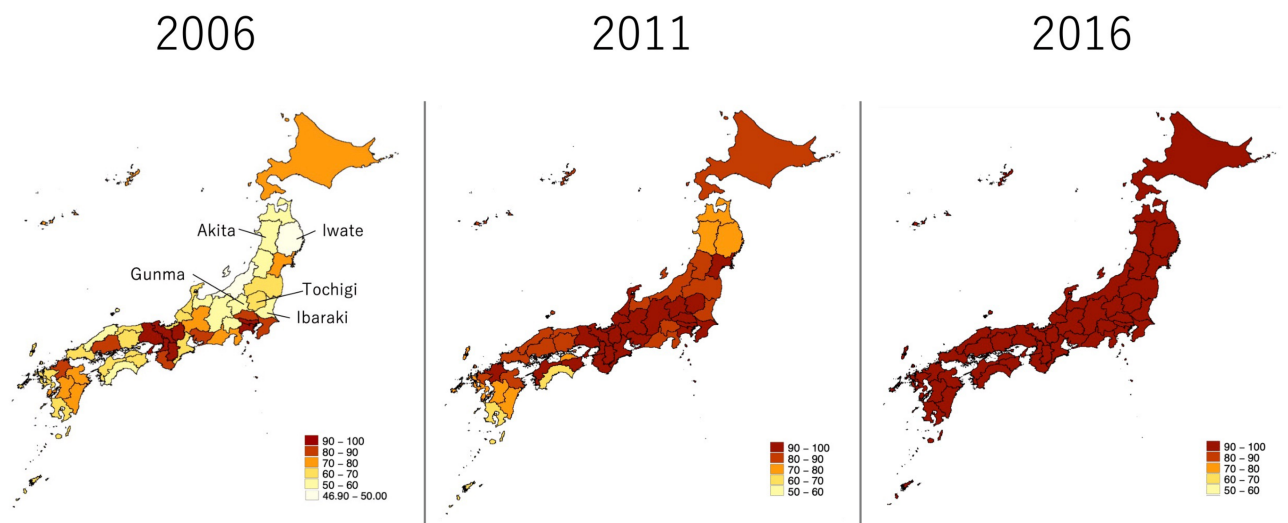 2006
2011
2016
Akita
Iwate
Gunma
Tochigi
Ibaraki
90 – 100
80 – 90
70 – 80
60 – 70
50 – 60
46.90 – 50.00
90 – 100
80 – 90
70 – 80
60 – 70
50 – 60
90 – 100
80 – 90
70 – 80
60 – 70
50 – 60